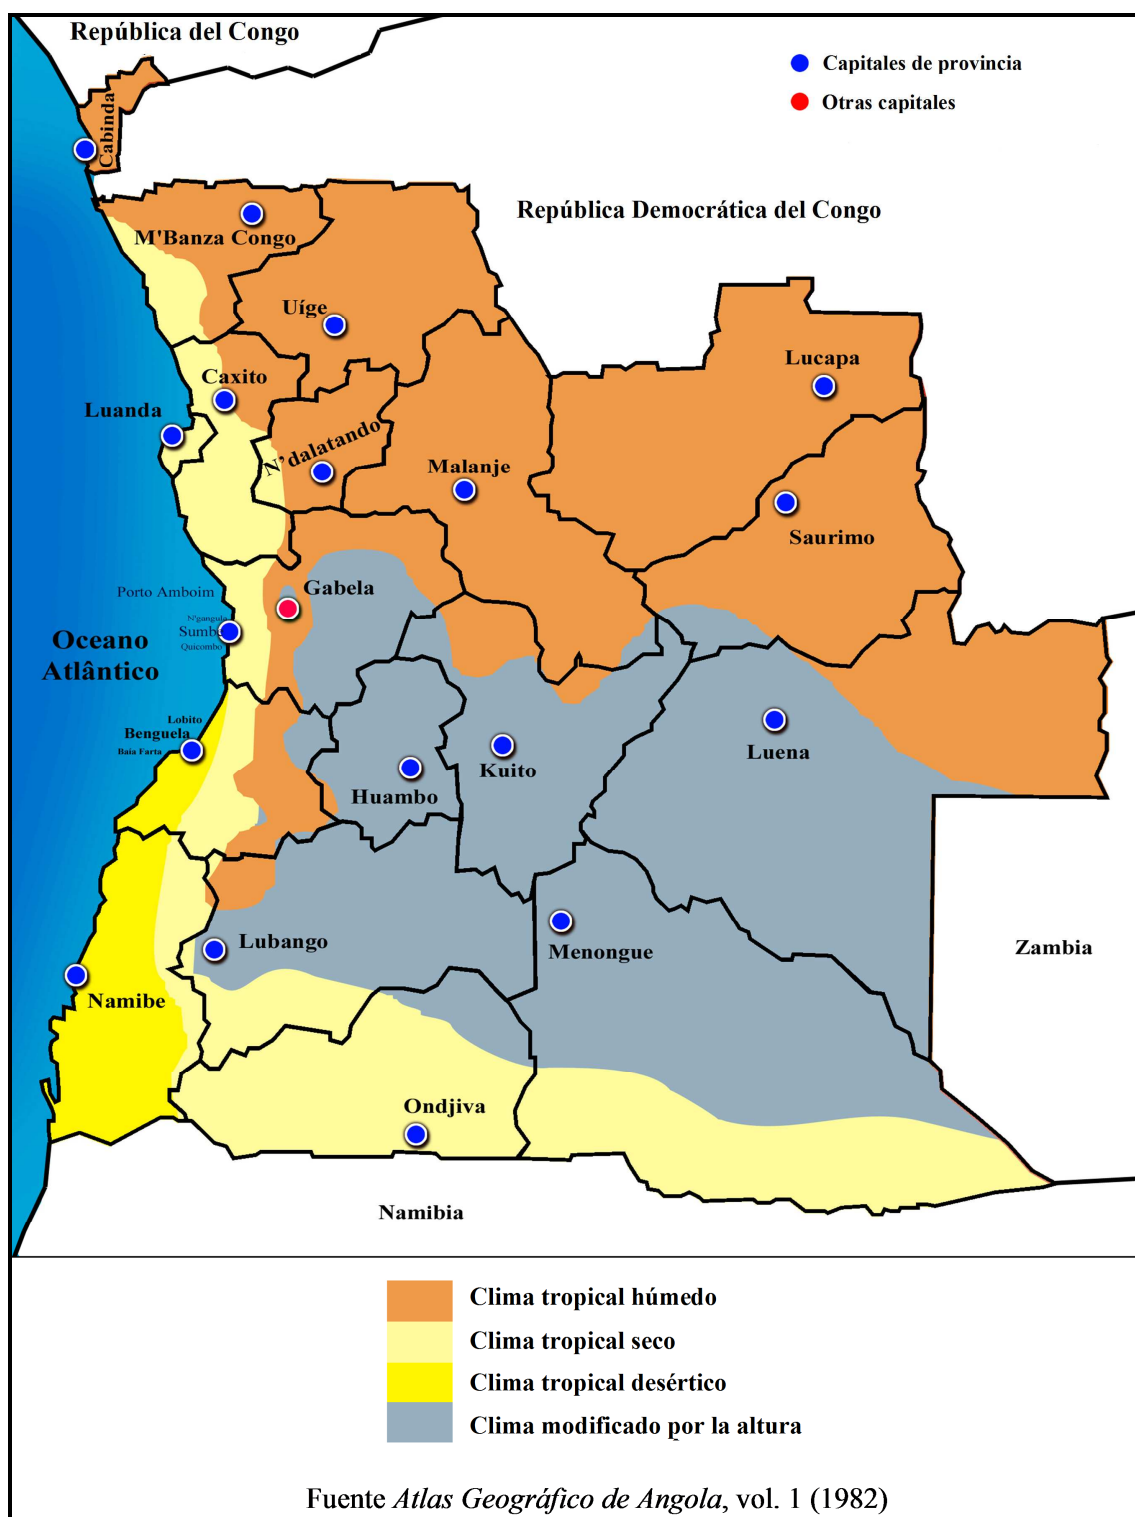 República del Congo
Capitales de provincia
Otras capitales
Cabinda
República Democrática del Congo
M'Banza Congo
Uíge
Lucapa
Caxito
Luanda
N'dalatando
Malanje
Saurimo
Gabela
Porto Amboim
N'gangula
Sumbe
Quicombo
Oceano
Atlântico
Lobito
Benguela
Baia Farta
Luena
Kuito
Huambo
Lubango
Menongue
Zambia
Namibe
Ondjiva
Namibia
Clima tropical húmedo
Clima tropical seco
Clima tropical desértico
Clima modificado por la altura
Fuente Atlas Geográfico de Angola, vol. 1 (1982)